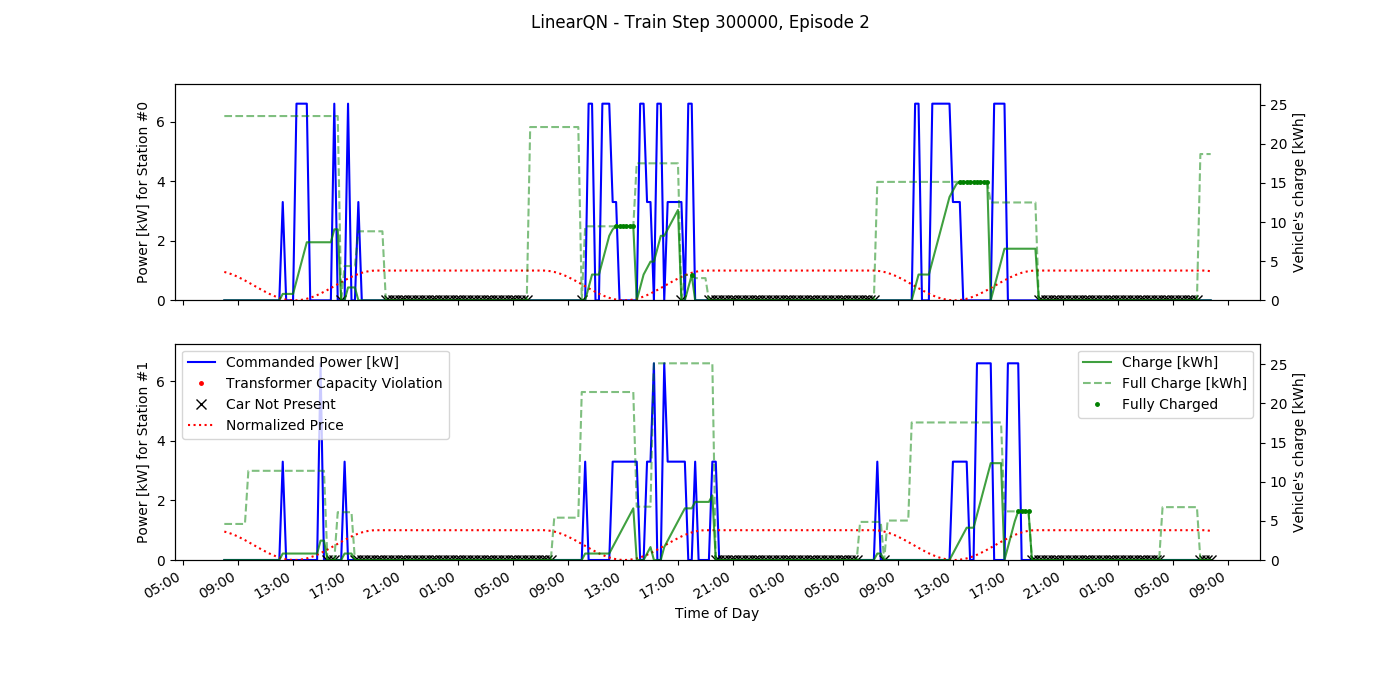 LinearQN - Train Step 300000, Episode 2
Power [kW] for Station #0
6
4
2
0
25
20
15
10
5
0
Vehicle's charge [kWh]
Power [kW] for Station #1
6
4
2
0
Commanded Power [kW]
Transformer Capacity Violation
Car Not Present
Normalized Price
Charge [kWh]
Full Charge [kWh]
Fully Charged
25
20
15
10
5
0
Vehicle's charge [kWh]
05:00 09:00 13:00 17:00 21:00 01:00 05:00 09:00 13:00 17:00 21:00 01:00 05:00 09:00 13:00 17:00 21:00 01:00 05:00 09:00
Time of Day